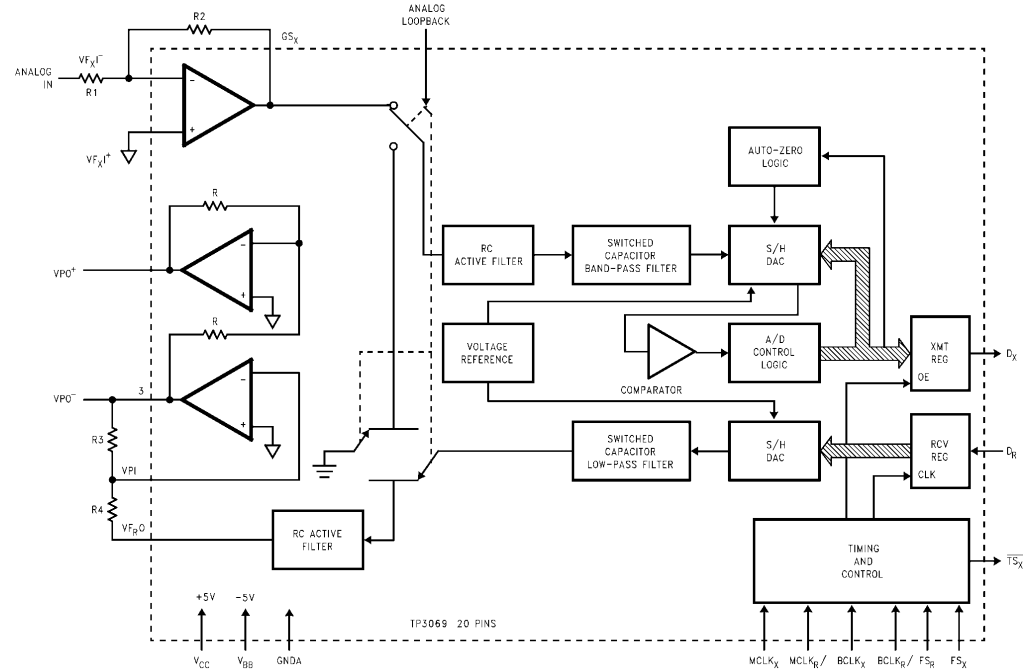 R2
GSX
ANALOG
LOOPBACK
ANALOG
IN
VFXI-
R1
VFXI+
-
+
AUTO-ZERO
LOGIC
R
VPO+
-
+
RC
ACTIVE FILTER
SWITCHED
CAPACITOR
BAND-PASS FILTER
S/H
DAC
R
VOLTAGE
REFERENCE
COMPARATOR
A/D
CONTROL
LOGIC
XMT
REG
OE
DX
VPO-
3
-
+
R3
VPI
R4
VFRO
RC ACTIVE
FILTER
SWITCHED
CAPACITOR
LOW-PASS FILTER
S/H
DAC
RCV
REG
CLK
DR
TIMING
AND
CONTROL
TSX
+5V
-5V
TP3069 20 PINS
VCC
VBB
GNDA
MCLKX
MCLKR/
BCLKX
BCLKR/
FSR
FSX